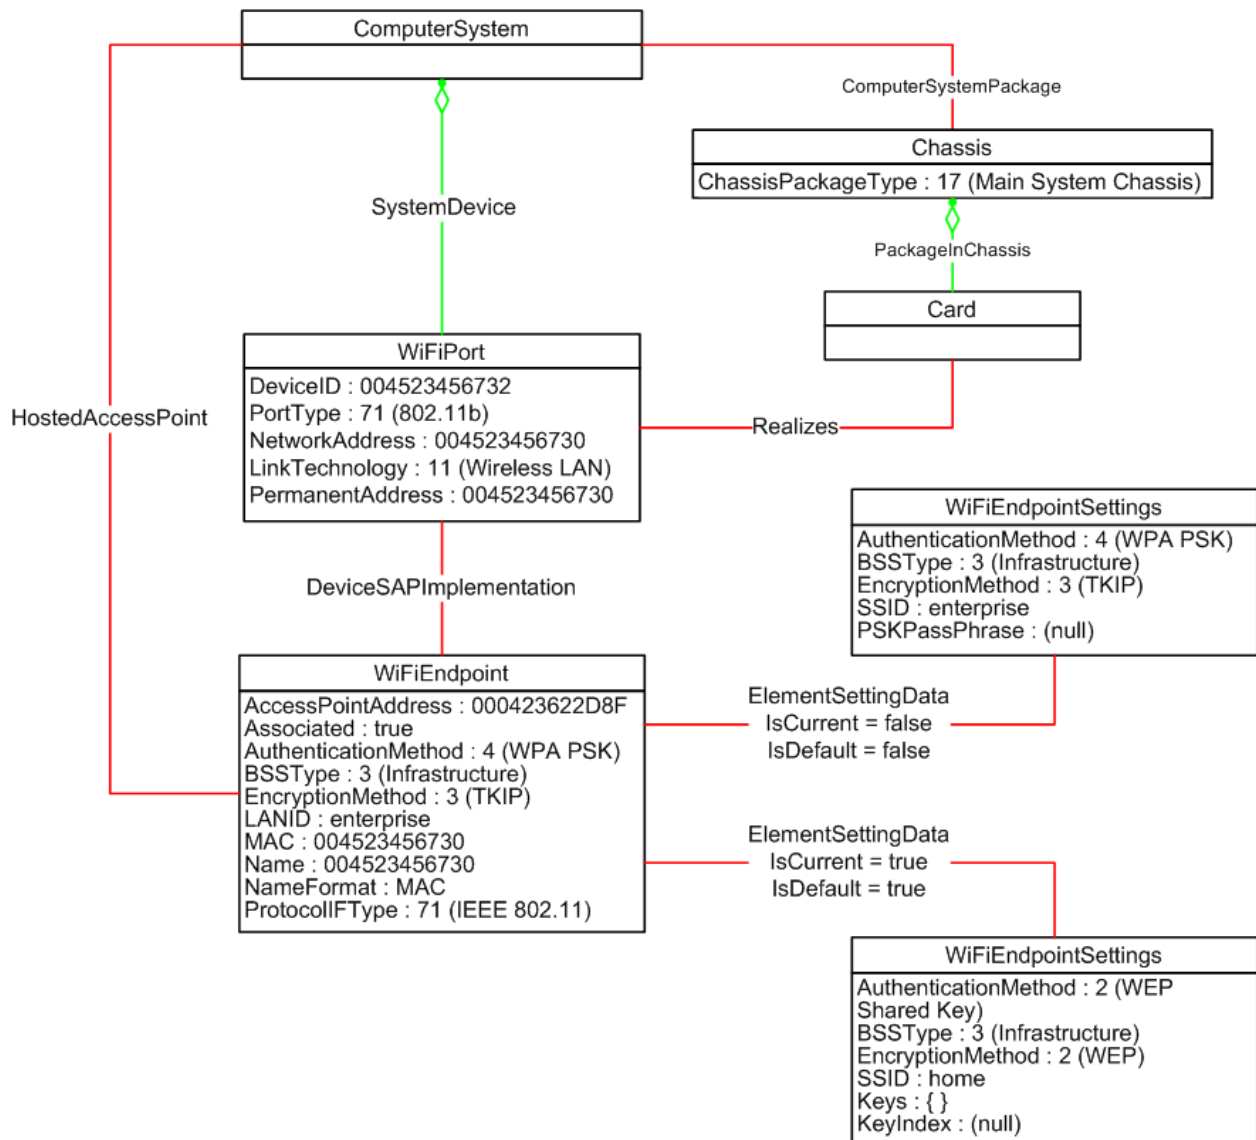 ComputerSystem
ComputerSystemPackage
Chassis
ChassisPackageType : 17 (Main System Chassis)
SystemDevice
PackageInChassis
Card
WiFiPort
DeviceID : 004523456732
PortType : 71 (802.11b)
NetworkAddress : 004523456730
LinkTechnology : 11 (Wireless LAN)
PermanentAddress : 004523456730
HostedAccessPoint
Realizes
WiFiEndpointSettings
AuthenticationMethod : 4 (WPA PSK)
BSSType : 3 (Infrastructure)
EncryptionMethod : 3 (TKIP)
SSID : enterprise
PSKPassPhrase : (null)
DeviceSAPImplementation
WiFiEndpoint
AccessPointAddress : 000423622D8F
Associated : true
AuthenticationMethod : 4 (WPA PSK)
BSSType : 3 (Infrastructure)
EncryptionMethod : 3 (TKIP)
LANID : enterprise
MAC : 004523456730
Name : 004523456730
NameFormat : MAC
ProtocolIFType : 71 (IEEE 802.11)
ElementSettingData
IsCurrent = false
IsDefault = false
ElementSettingData
IsCurrent = true
IsDefault = true
WiFiEndpointSettings
AuthenticationMethod : 2 (WEP
Shared Key)
BSSType : 3 (Infrastructure)
EncryptionMethod : 2 (WEP)
SSID : home
Keys : { }
KeyIndex : (null)